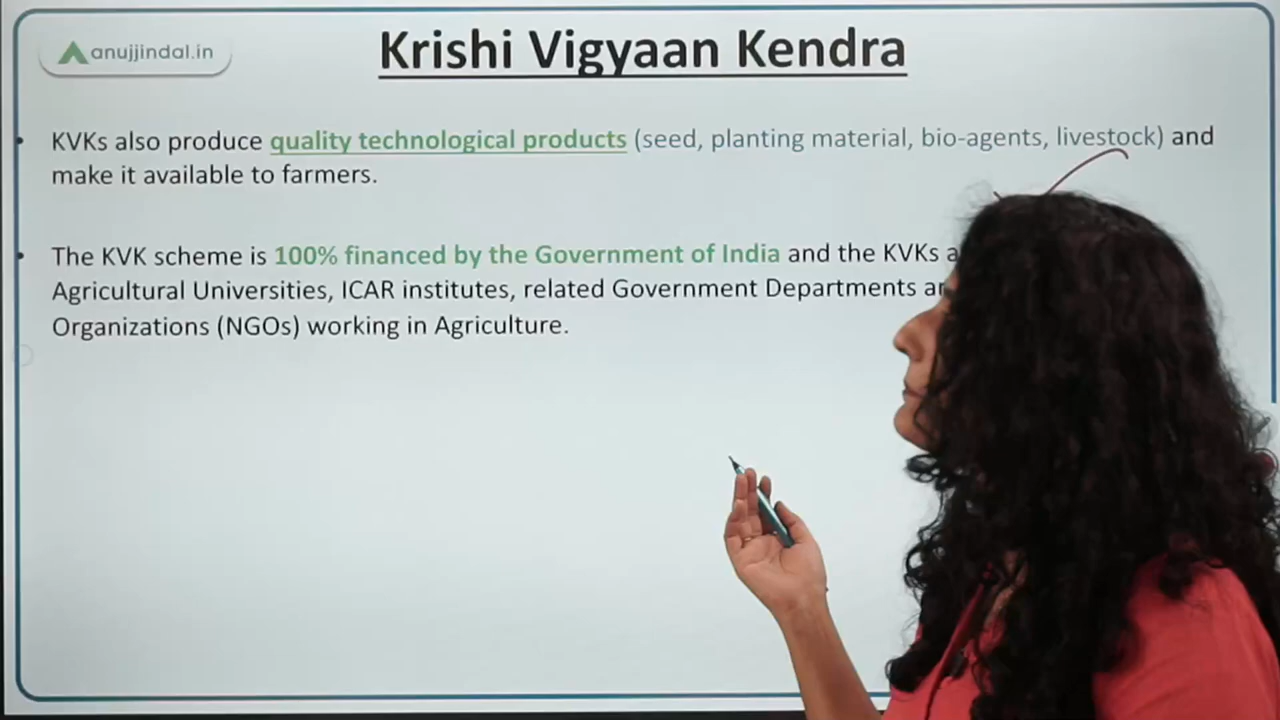 anujjindal.in
Krishi Vigyaan Kendra
• KVKs also produce quality technological products (seed, planting material, bio-agents, livestock) and
make it available to farmers.
• The KVK scheme is 100% financed by the Government of India and the KVKs
Agricultural Universities, ICAR institutes, related Government Departments
Organizations (NGOs) working in Agriculture.